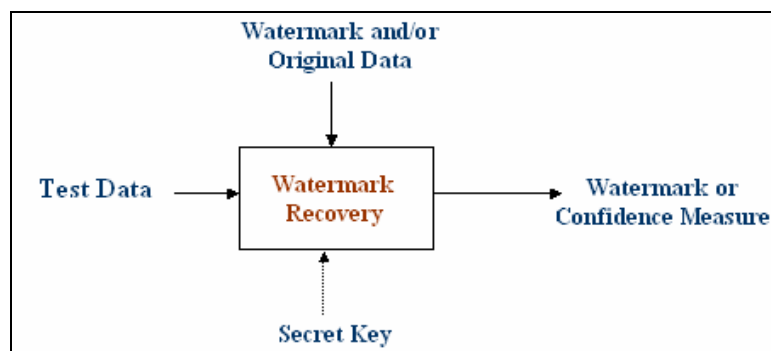 Watermark and/or
Original Data
Test Data
Watermark
Recovery
Watermark or
Confidence Measure
Secret Key